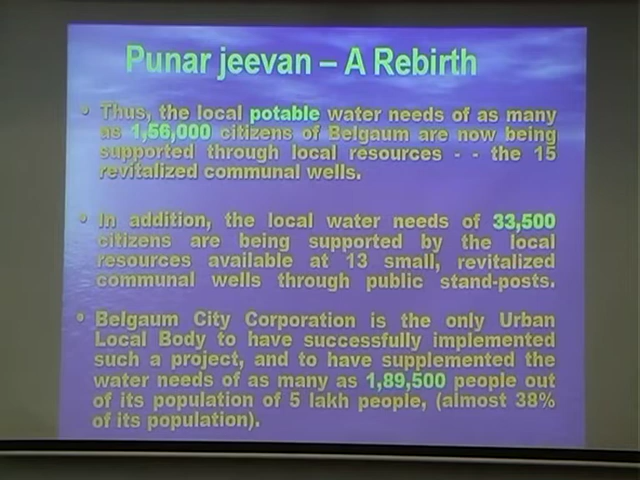 Punar jeevan – A Rebirth
• Thus, the local potable water needs of as many
as 1,56,000 citizens of Belgaum are now being
supported through local resources - - the 15
revitalized communal wells.
• In addition, the local water needs of 33,500
citizens are being supported by the local
resources available at 13 small, revitalized
communal wells through public stand-posts.
• Belgaum City Corporation is the only Urban
Local Body to have successfully implemented
such a project, and to have supplemented the
water needs of as many as 1,89,500 people out
of its population of 5 lakh people, (almost 38%
of its population).